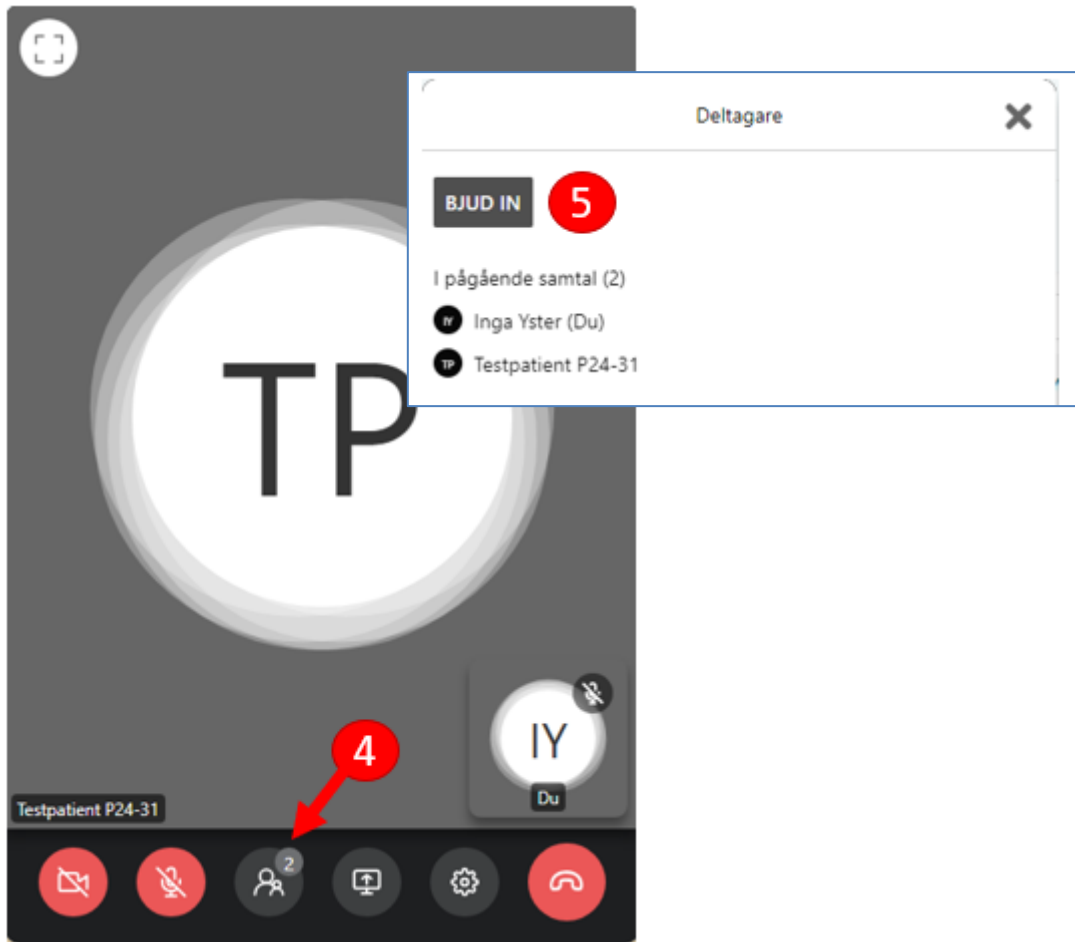 Deltagare
BJUD IN
5
I pågående samtal (2)
IY Inga Yster (Du)
TP Testpatient P24-31
TP
IY
Du
4
Testpatient P24-31
2